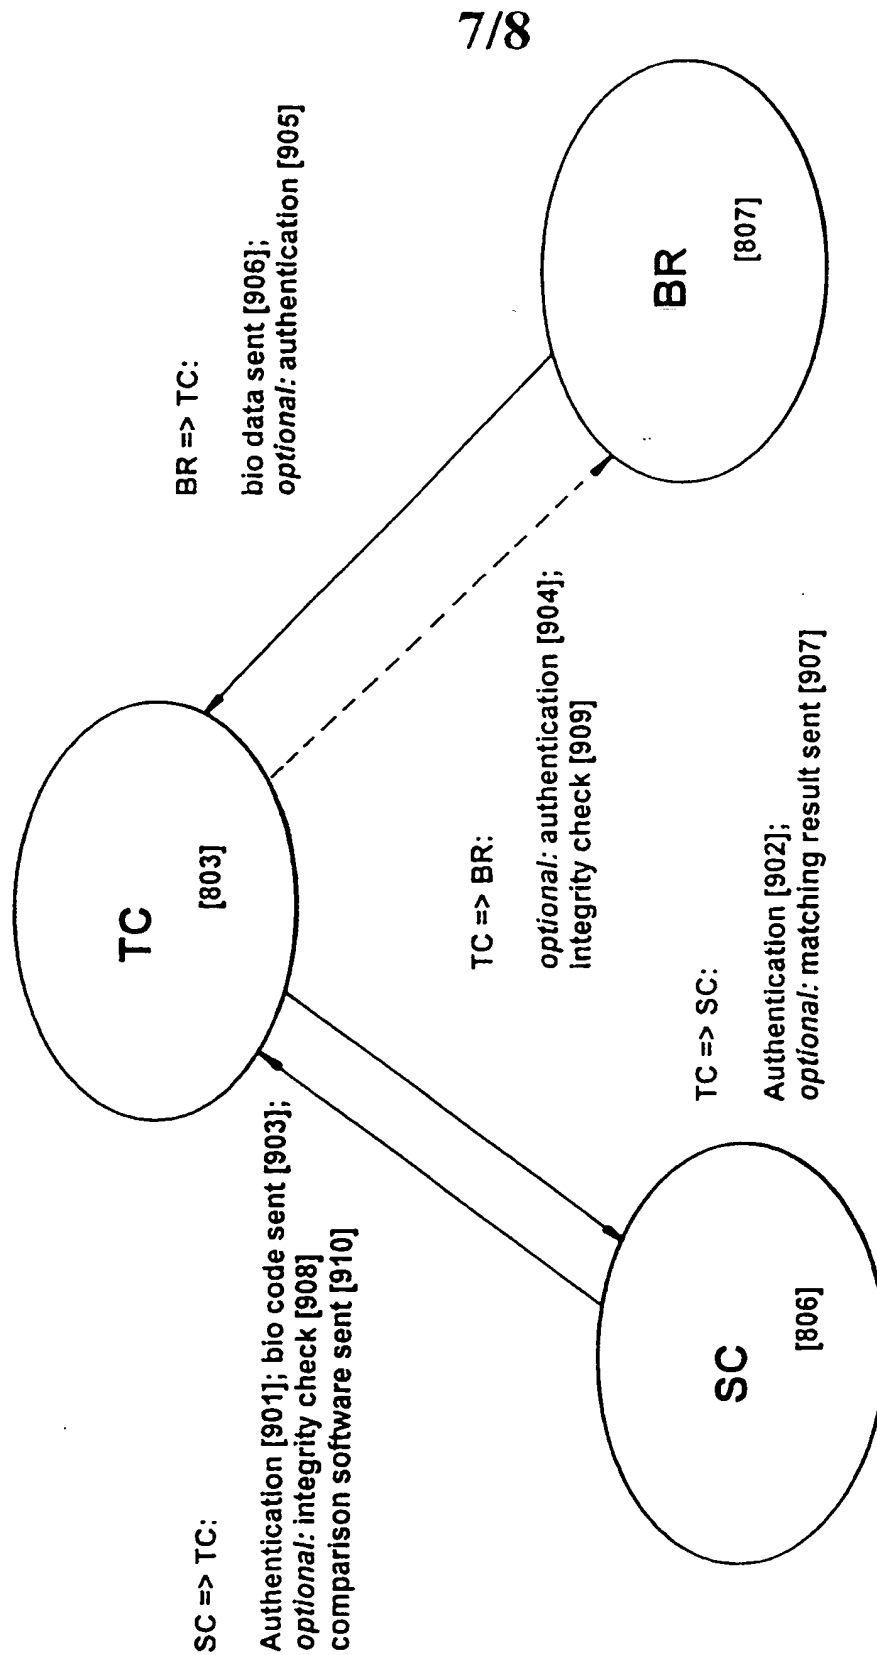 7/8
TC
[803]
BR
[807]
SC
[806]
BR => TC:
bio data sent [906];
optional: authentication [905]
TC => BR:
optional: authentication [904];
Integrity check [909]
TC => SC:
Authentication [902];
optional: matching result sent [907]
SC => TC:
Authentication [901]; bio code sent [903];
optional: integrity check [908]
comparison software sent [910]